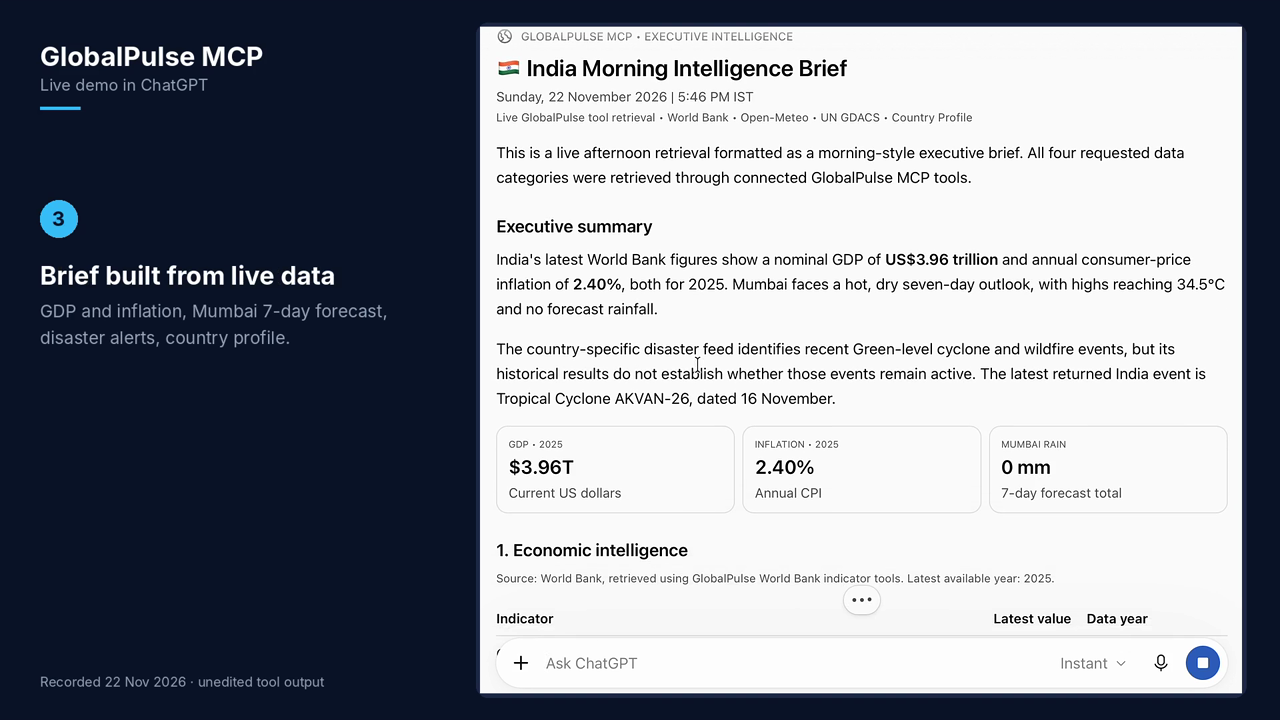 GlobalPulse MCP
Live demo in ChatGPT
3
Brief built from live data
GDP and inflation, Mumbai 7-day forecast,
disaster alerts, country profile.
Recorded 22 Nov 2026 · unedited tool output
GLOBALPULSE MCP • EXECUTIVE INTELLIGENCE
🇮🇳 India Morning Intelligence Brief
Sunday, 22 November 2026 | 5:46 PM IST
Live GlobalPulse tool retrieval • World Bank • Open-Meteo • UN GDACS • Country Profile
This is a live afternoon retrieval formatted as a morning-style executive brief. All four requested data
categories were retrieved through connected GlobalPulse MCP tools.
Executive summary
India's latest World Bank figures show a nominal GDP of US$3.96 trillion and annual consumer-price
inflation of 2.40%, both for 2025. Mumbai faces a hot, dry seven-day outlook, with highs reaching 34.5°C
and no forecast rainfall.
The country-specific disaster feed identifies recent Green-level cyclone and wildfire events, but its
historical results do not establish whether those events remain active. The latest returned India event is
Tropical Cyclone AKVAN-26, dated 16 November.
GDP • 2025
$3.96T
Current US dollars
INFLATION • 2025
2.40%
Annual CPI
MUMBAI RAIN
0 mm
7-day forecast total
1. Economic intelligence
Source: World Bank, retrieved using GlobalPulse World Bank indicator tools. Latest available year: 2025.
Indicator Latest value Data year
Ask ChatGPT Instant